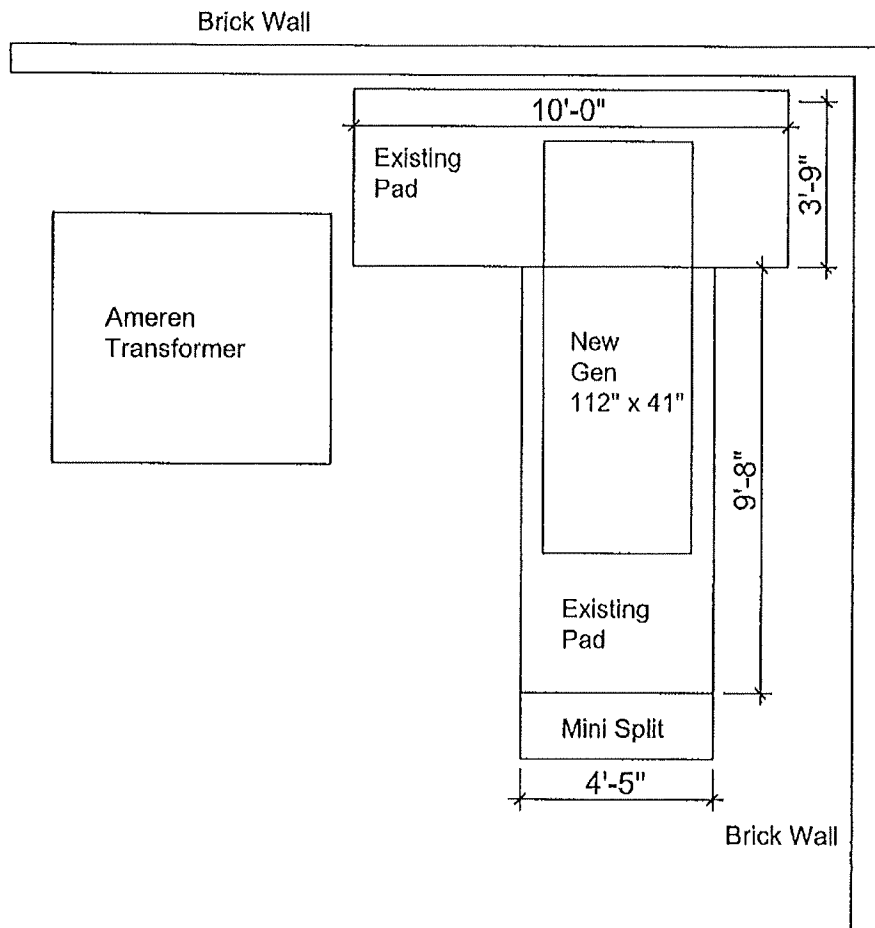 Brick Wall
10'-0"
Existing
Pad
3'-9"
Ameren
Transformer
New
Gen
112" x 41"
9'-8"
Existing
Pad
Mini Split
4'-5"
Brick Wall